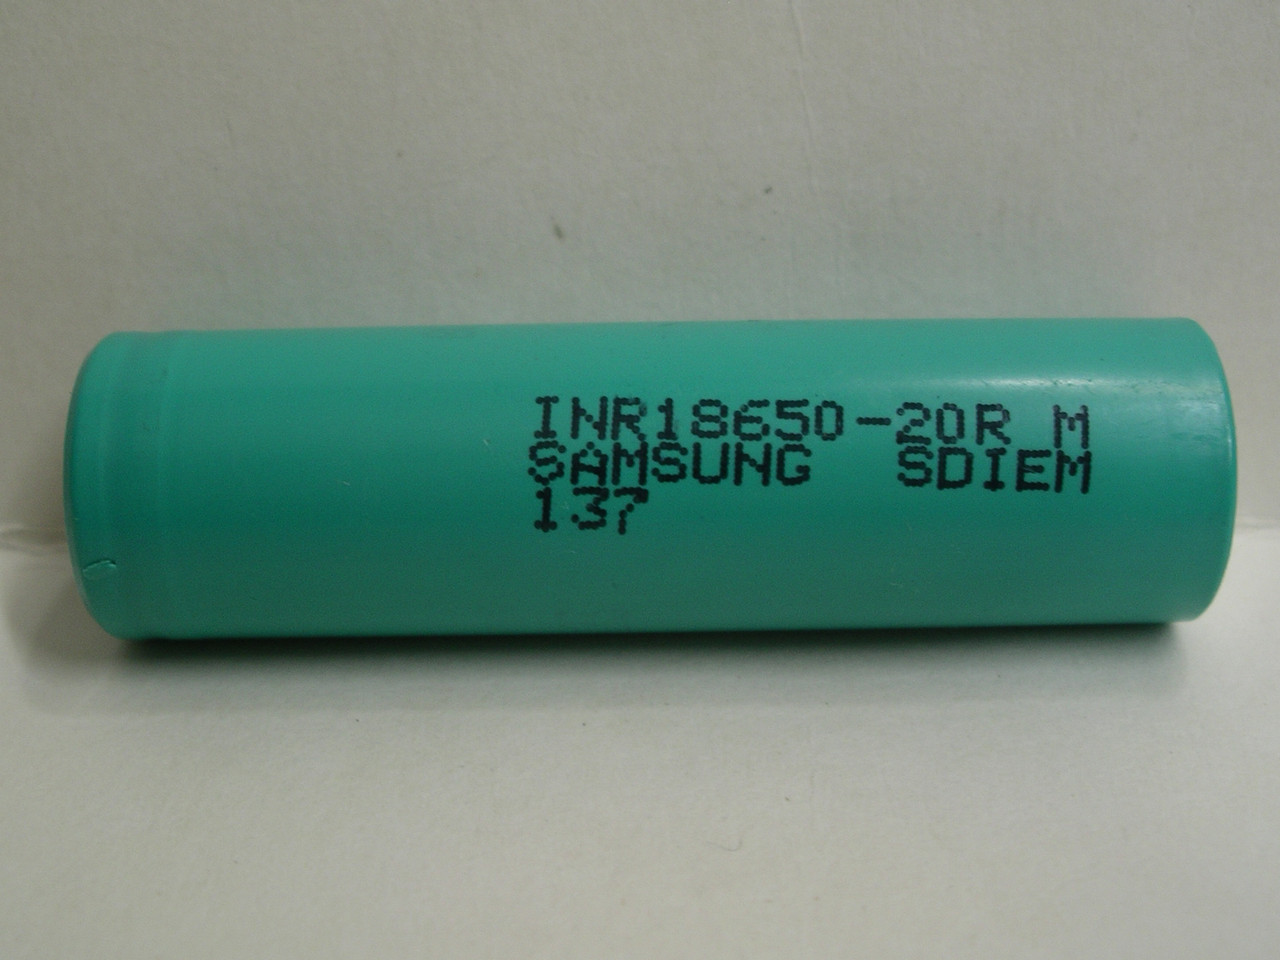 INR18650-20R M
SAMSUNG SDIEM
137